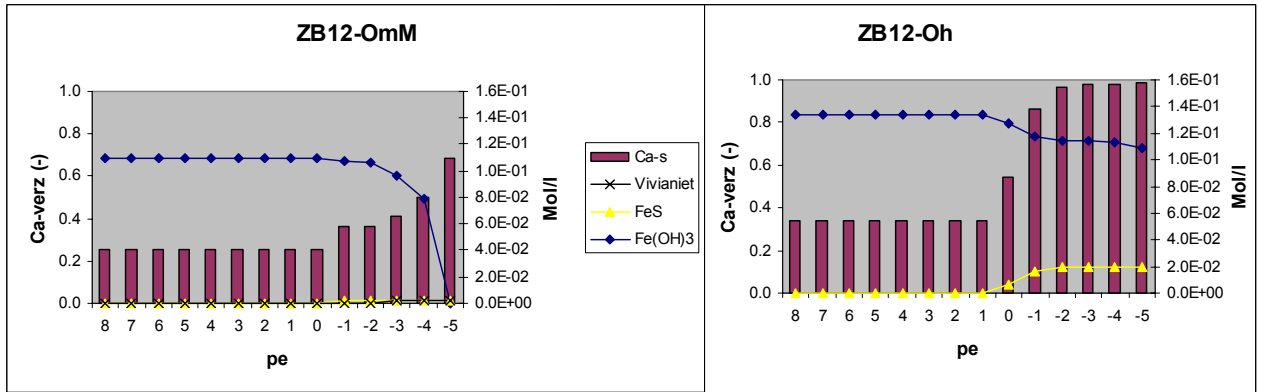 ZB12-OmM
1.0
0.8
0.6
0.4
0.2
0.0
Ca-verz (-)
1.6E-01
1.4E-01
1.2E-01
1.0E-01
8.0E-02
6.0E-02
4.0E-02
2.0E-02
0.0E+00
Mol/l
8 7 6 5 4 3 2 1 0 -1 -2 -3 -4 -5
pe
Ca-s
Vivianiet
FeS
Fe(OH)3
ZB12-Oh
1.0
0.8
0.6
0.4
0.2
0.0
Ca-verz (-)
1.6E-01
1.4E-01
1.2E-01
1.0E-01
8.0E-02
6.0E-02
4.0E-02
2.0E-02
0.0E+00
Mol/l
8 7 6 5 4 3 2 1 0 -1 -2 -3 -4 -5
pe